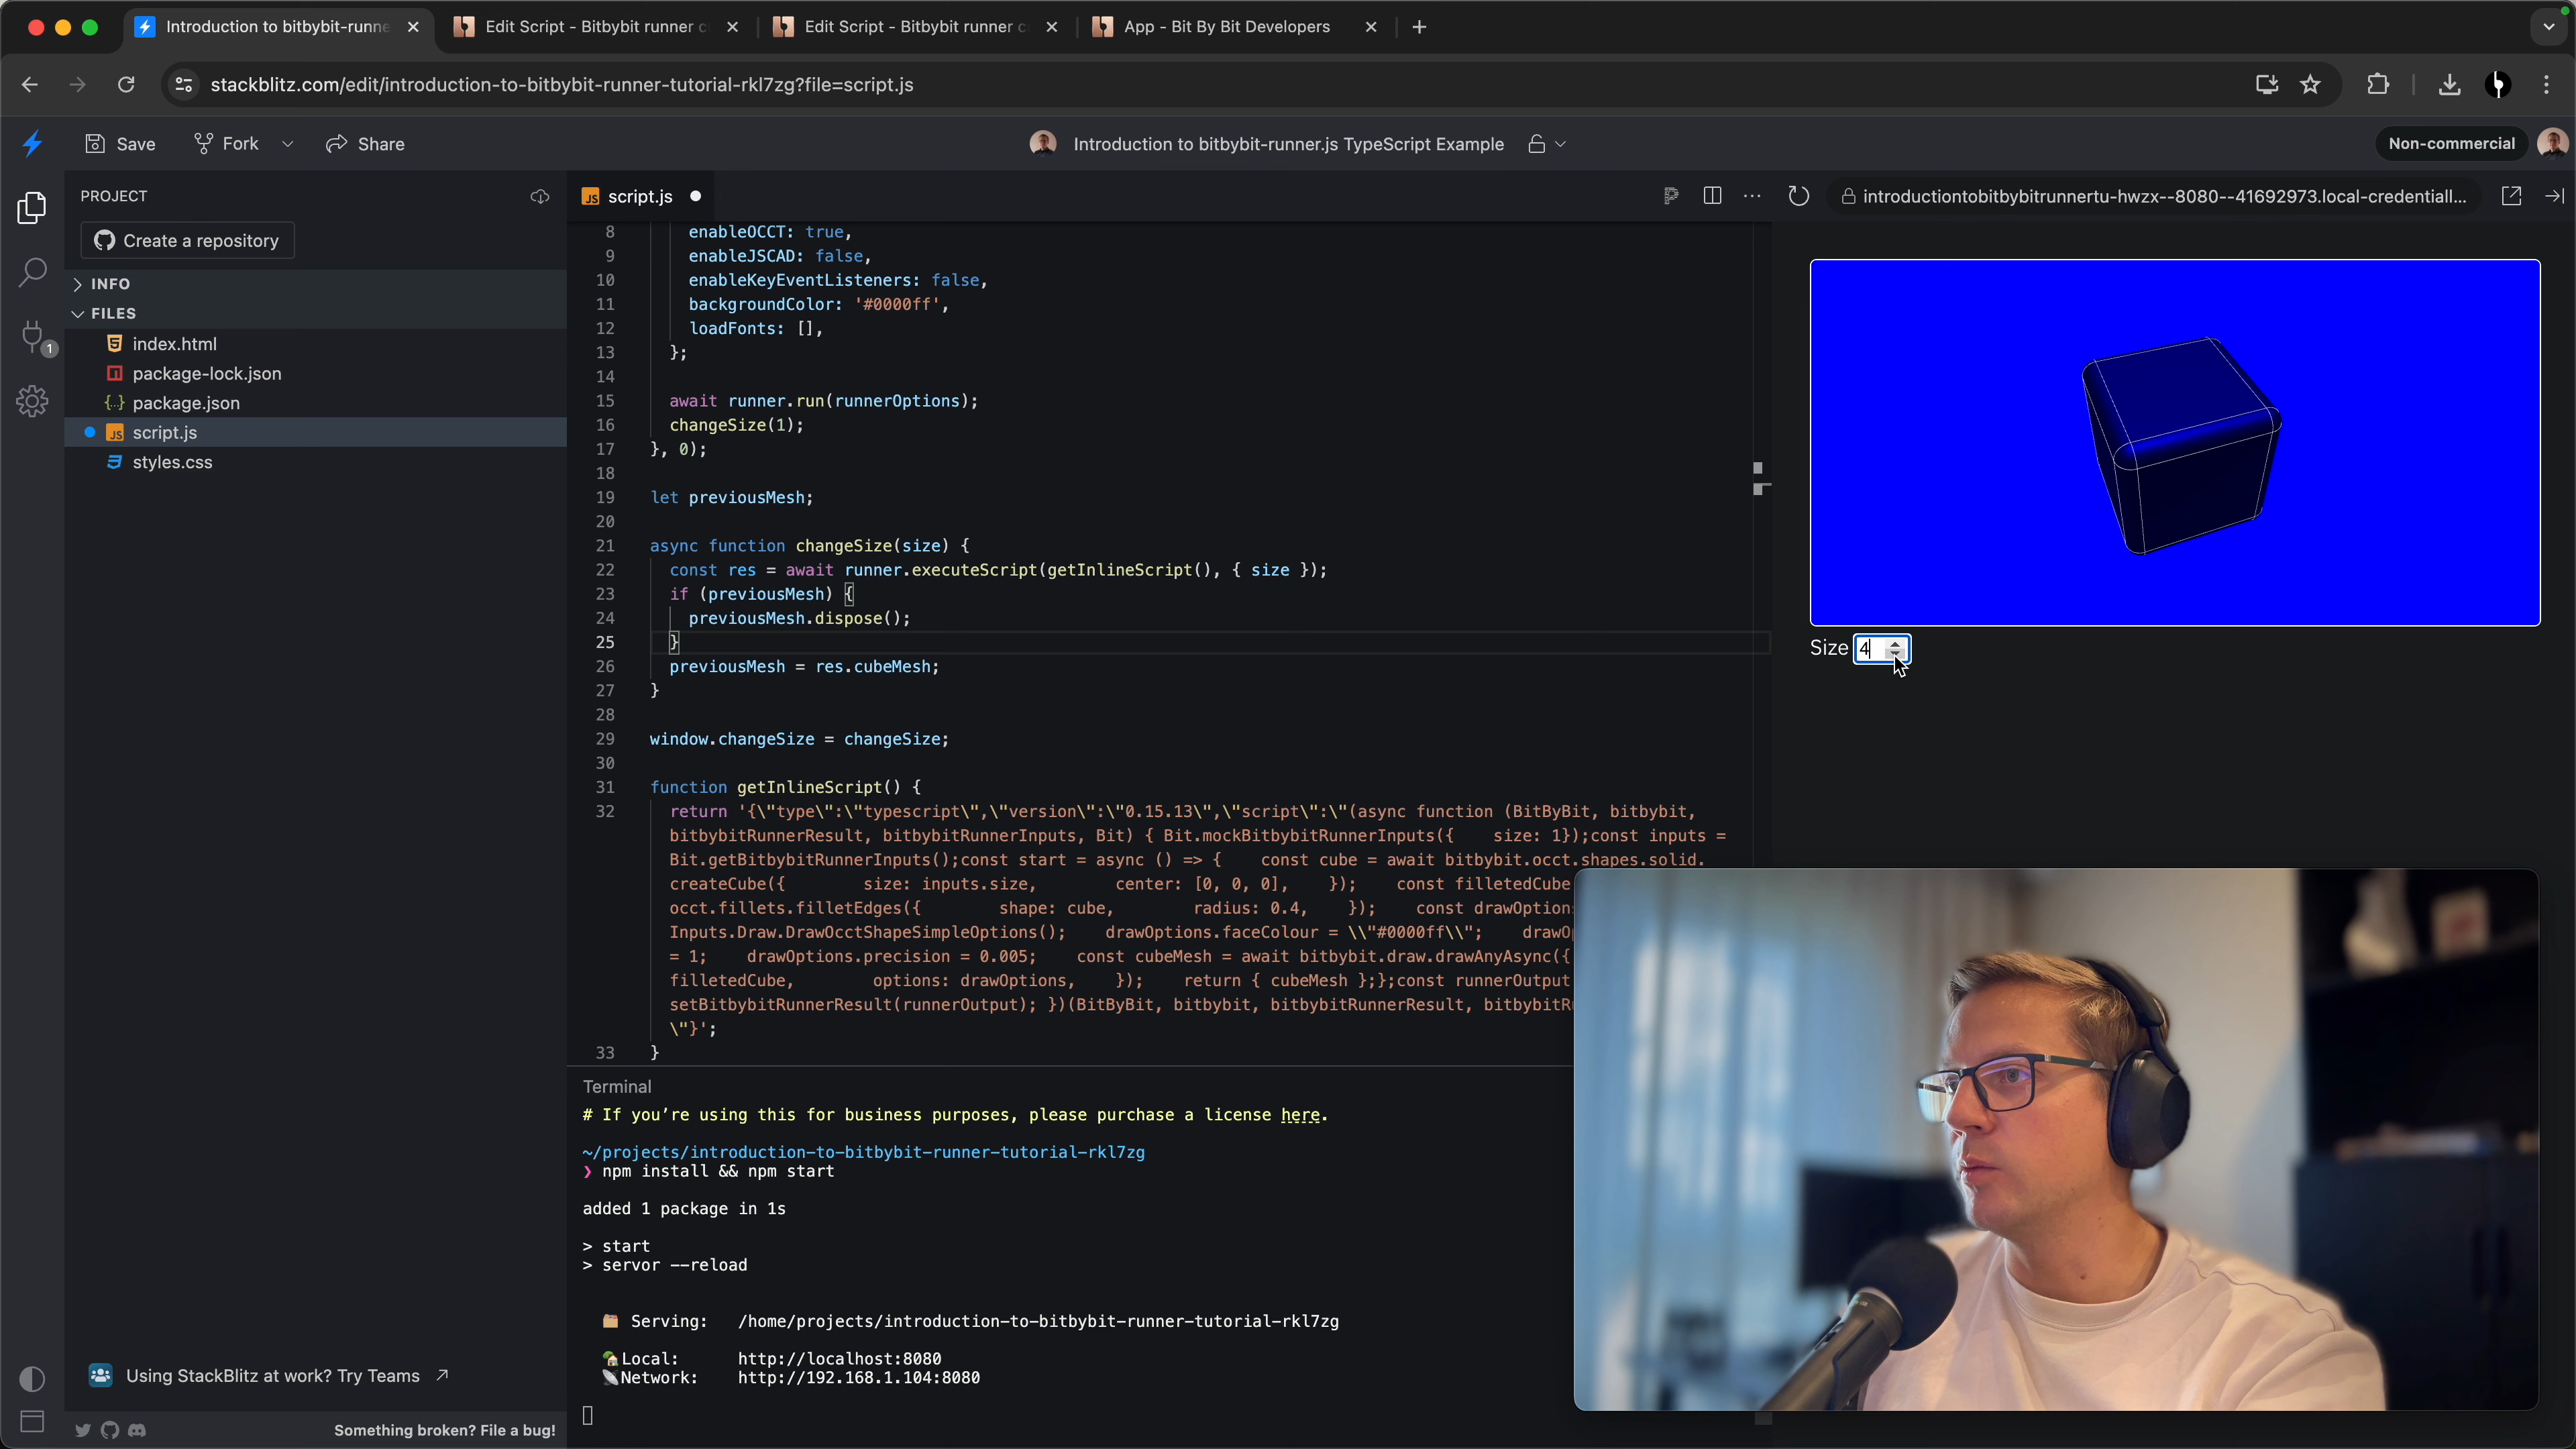 Introduction to bitbybit-runne
Edit Script - Bitbybit runner c
Edit Script - Bitbybit runner c
App - Bit By Bit Developers
stackblitz.com/edit/introduction-to-bitbybit-runner-tutorial-rkl7zg?file=script.js
Save
Fork
Share
Introduction to bitbybit-runner.js TypeScript Example
Non-commercial
PROJECT
Create a repository
INFO
FILES
index.html
package-lock.json
package.json
script.js
styles.css
1
script.js
introductiontobitbybitrunnertu-hwzx--8080--41692973.local-credentiall...
8 enableOCCT: true,
9 enableJSCAD: false,
10 enableKeyEventListeners: false,
11 backgroundColor: '#0000ff',
12 loadFonts: [],
13 };
14
15 await runner.run(runnerOptions);
16 changeSize(1);
17 }, 0);
18
19 let previousMesh;
20
21 async function changeSize(size) {
22 const res = await runner.executeScript(getInlineScript(), { size });
23 if (previousMesh) {
24 previousMesh.dispose();
25 }
26 previousMesh = res.cubeMesh;
27 }
28
29 window.changeSize = changeSize;
30
31 function getInlineScript() {
32 return '{\"type\":\"typescript\",\"version\":\"0.15.13\",\"script\":\"(async function (BitByBit, bitbybit,
bitbybitRunnerResult, bitbybitRunnerInputs, Bit) { Bit.mockBitbybitRunnerInputs({ size: 1});const inputs =
Bit.getBitbybitRunnerInputs();const start = async () => { const cube = await bitbybit.occt.shapes.solid.
createCube({ size: inputs.size, center: [0, 0, 0], }); const filletedCube
occt.fillets.filletEdges({ shape: cube, radius: 0.4, }); const drawOption
Inputs.Draw.DrawOcctShapeSimpleOptions(); drawOptions.faceColour = \\"#0000ff\\"; drawO
= 1; drawOptions.precision = 0.005; const cubeMesh = await bitbybit.draw.drawAnyAsync({
filletedCube, options: drawOptions, }); return { cubeMesh };};const runnerOutput
setBitbybitRunnerResult(runnerOutput); })(BitByBit, bitbybit, bitbybitRunnerResult, bitbybitR
\"}';
33 }
Size 4
Terminal
# If you're using this for business purposes, please purchase a license here.
~/projects/introduction-to-bitbybit-runner-tutorial-rkl7zg
❯ npm install && npm start
added 1 package in 1s
> start
> servor --reload
Serving: /home/projects/introduction-to-bitbybit-runner-tutorial-rkl7zg
Local: http://localhost:8080
Network: http://192.168.1.104:8080
Using StackBlitz at work? Try Teams
Something broken? File a bug!